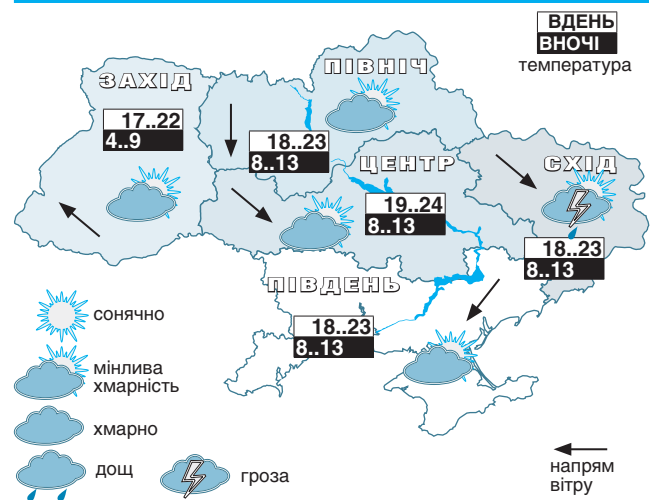 ВДЕНЬ
ВНОЧІ
температура
ПІВНІЧ
ЗАХІД
17..22
4..9
18..23
8..13
ЦЕНТР
СХІД
19..24
8..13
18..23
8..13
ПІВДЕНЬ
18..23
8..13
сонячно
мінлива
хмарність
хмарно
дощ
гроза
напрям
вітру